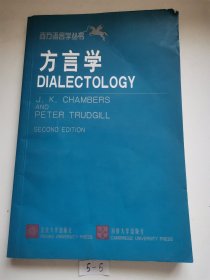 西方语言学丛书
方言学
DIALECTOLOGY
J. K. CHAMBERS
AND
PETER TRUDGILL
SECOND EDITION
北京大学出版社
PEKING UNIVERSITY PRESS
剑桥大学出版社
CAMBRIDGE UNIVERSITY PRESS
5-5